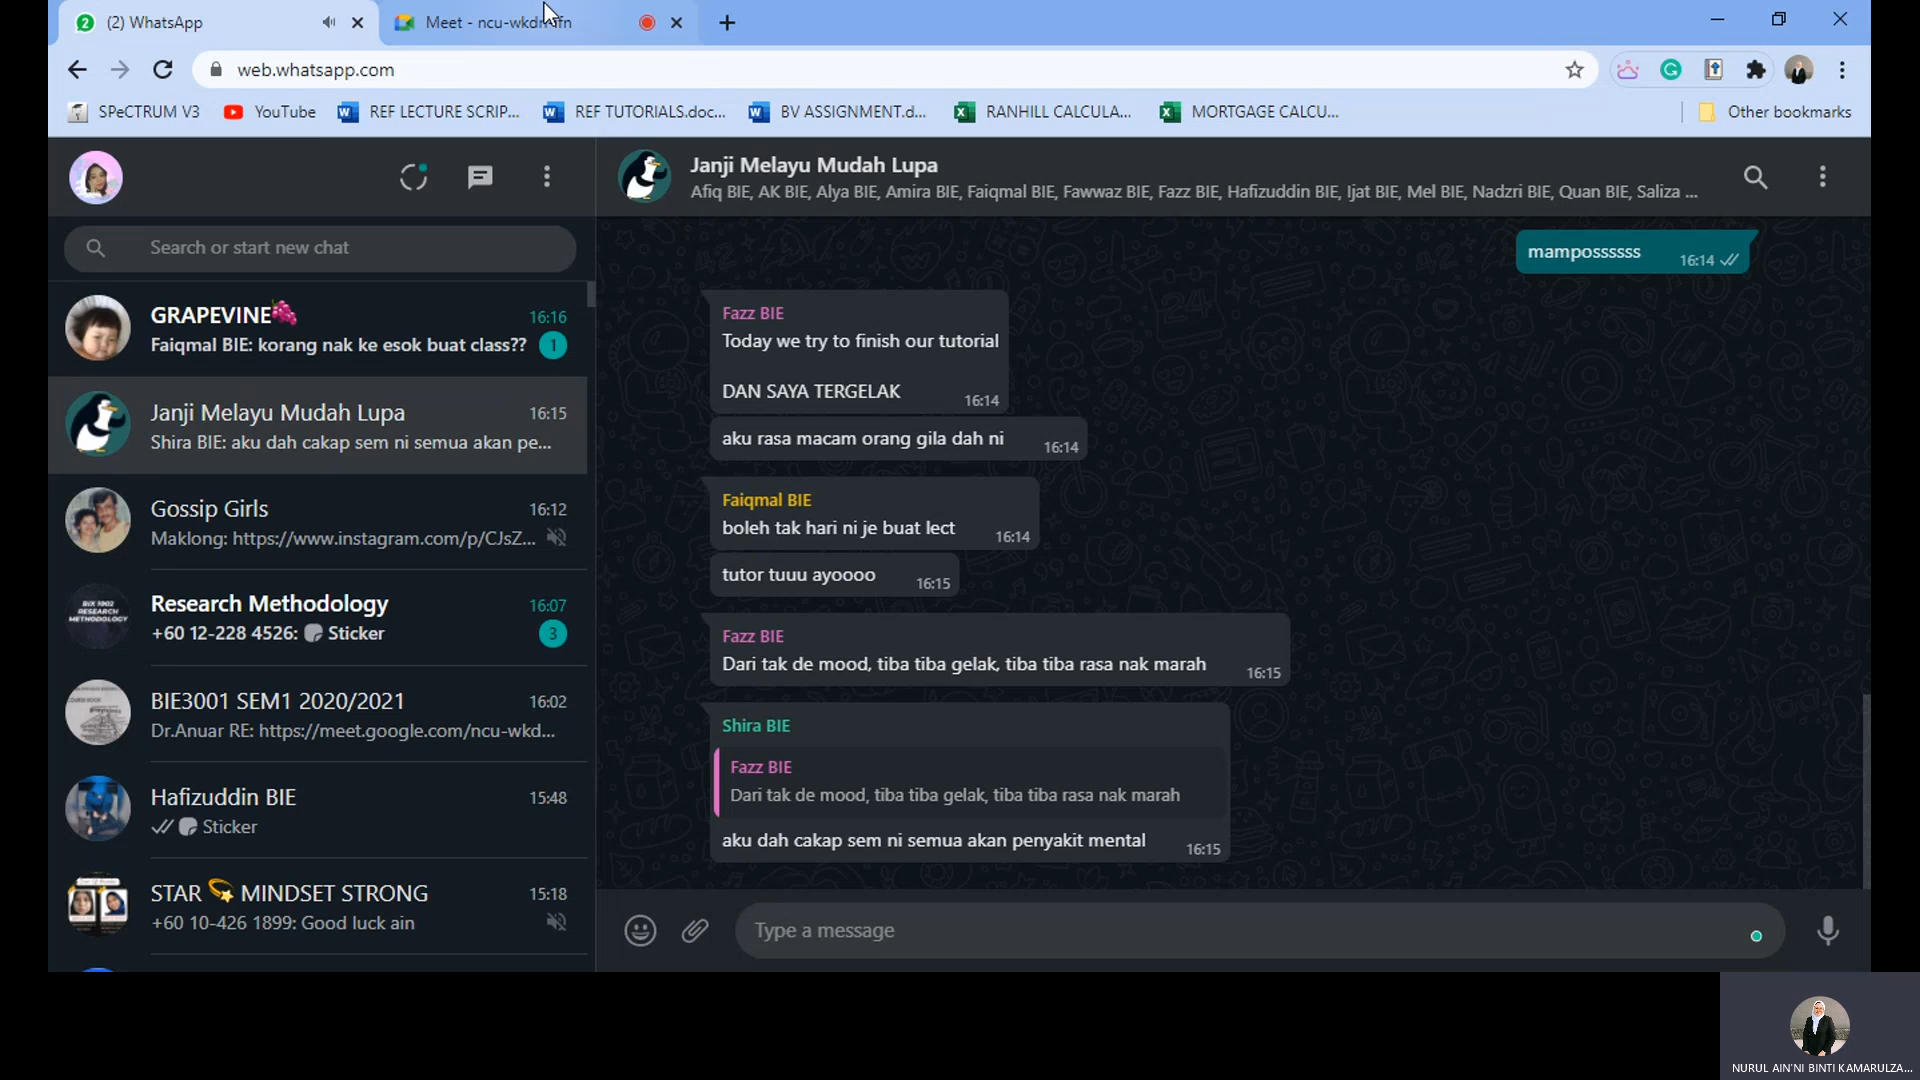 (2) WhatsApp
Meet - ncu-wkdn-ifn
web.whatsapp.com
SPeCTRUM V3
YouTube
REF LECTURE SCRIP...
REF TUTORIALS.doc...
BV ASSIGNMENT.d...
RANHILL CALCULA...
MORTGAGE CALCU...
Other bookmarks
Search or start new chat
GRAPEVINE🍇 16:16
Faiqmal BIE: korang nak ke esok buat class?? 1
Janji Melayu Mudah Lupa 16:15
Shira BIE: aku dah cakap sem ni semua akan pe...
Gossip Girls 16:12
Maklong: https://www.instagram.com/p/CJsZ...
BIX 1902
RESEARCH
METHODOLOGY
Research Methodology 16:07
+60 12-228 4526: Sticker 3
BIE3001 SEM1 2020/2021 16:02
Dr.Anuar RE: https://meet.google.com/ncu-wkd...
Hafizuddin BIE 15:48
Sticker
STAR 💫 MINDSET STRONG 15:18
+60 10-426 1899: Good luck ain
Janji Melayu Mudah Lupa
Afiq BIE, AK BIE, Alya BIE, Amira BIE, Faiqmal BIE, Fawwaz BIE, Fazz BIE, Hafizuddin BIE, Ijat BIE, Mel BIE, Nadzri BIE, Quan BIE, Saliza ...
mampossssss 16:14
Fazz BIE
Today we try to finish our tutorial
DAN SAYA TERGELAK 16:14
aku rasa macam orang gila dah ni 16:14
Faiqmal BIE
boleh tak hari ni je buat lect 16:14
tutor tuuu ayoooo 16:15
Fazz BIE
Dari tak de mood, tiba tiba gelak, tiba tiba rasa nak marah 16:15
Shira BIE
Fazz BIE
Dari tak de mood, tiba tiba gelak, tiba tiba rasa nak marah
aku dah cakap sem ni semua akan penyakit mental 16:15
Type a message
NURUL AIN'NI BINTI KAMARULZA...